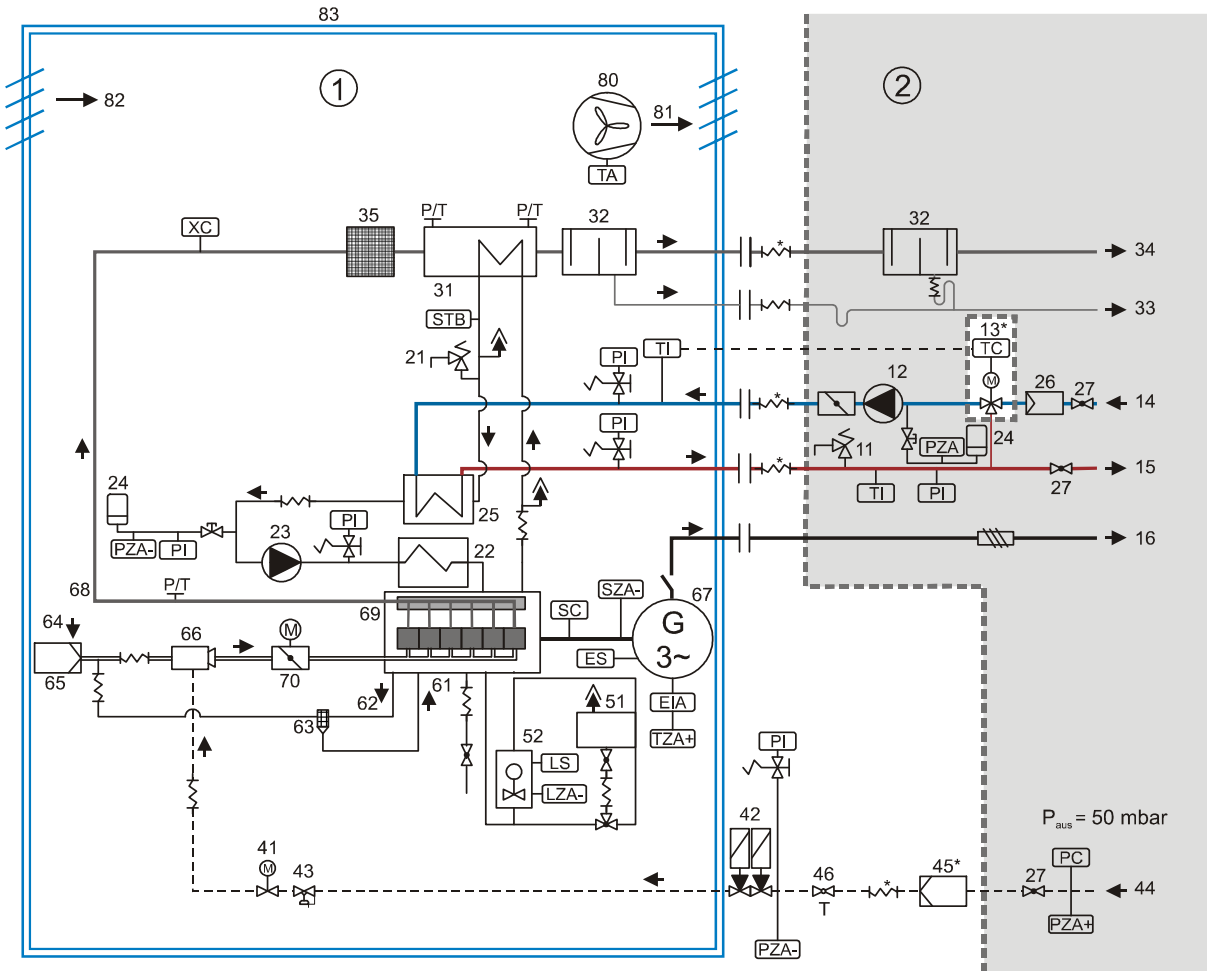 83
1
2
80
82
81
TA
XC
35
P/T
P/T
32
32
34
31
33
STB
13*
TC
21
PI
TI
M
12
26
27
14
PI
11
PZA
24
15
TI
PI
27
24
25
PZA-
PI
23
PI
22
16
68
P/T
69
SC
SZA-
67
64
M
G
3~
66
ES
65
70
62
61
63
EIA
51
TZA+
52
LS
LZA-
PI
41
M
43
42
46
T
*
45*
27
P aus = 50 mbar
PC
44
PZA-
PZA+
*
*
*